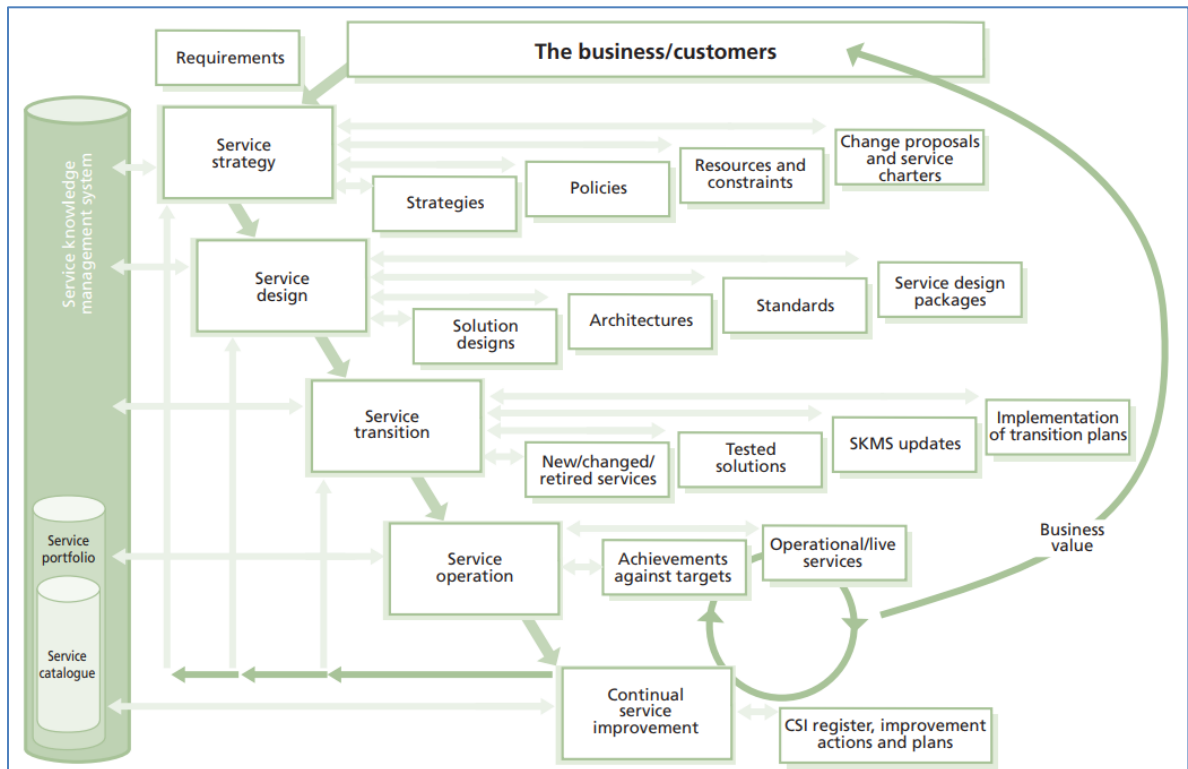 The business/customers
Requirements
Service knowledge
management system
Service
strategy
Strategies
Policies
Resources and
constraints
Change proposals
and service
charters
Service
design
Solution
designs
Architectures
Standards
Service design
packages
Service
transition
New/changed/
retired services
Tested
solutions
SKMS updates
Implementation
of transition plans
Service
portfolio
Service
catalogue
Service
operation
Achievements
against targets
Operational/live
services
Business
value
Continual
service
improvement
CSI register, improvement
actions and plans